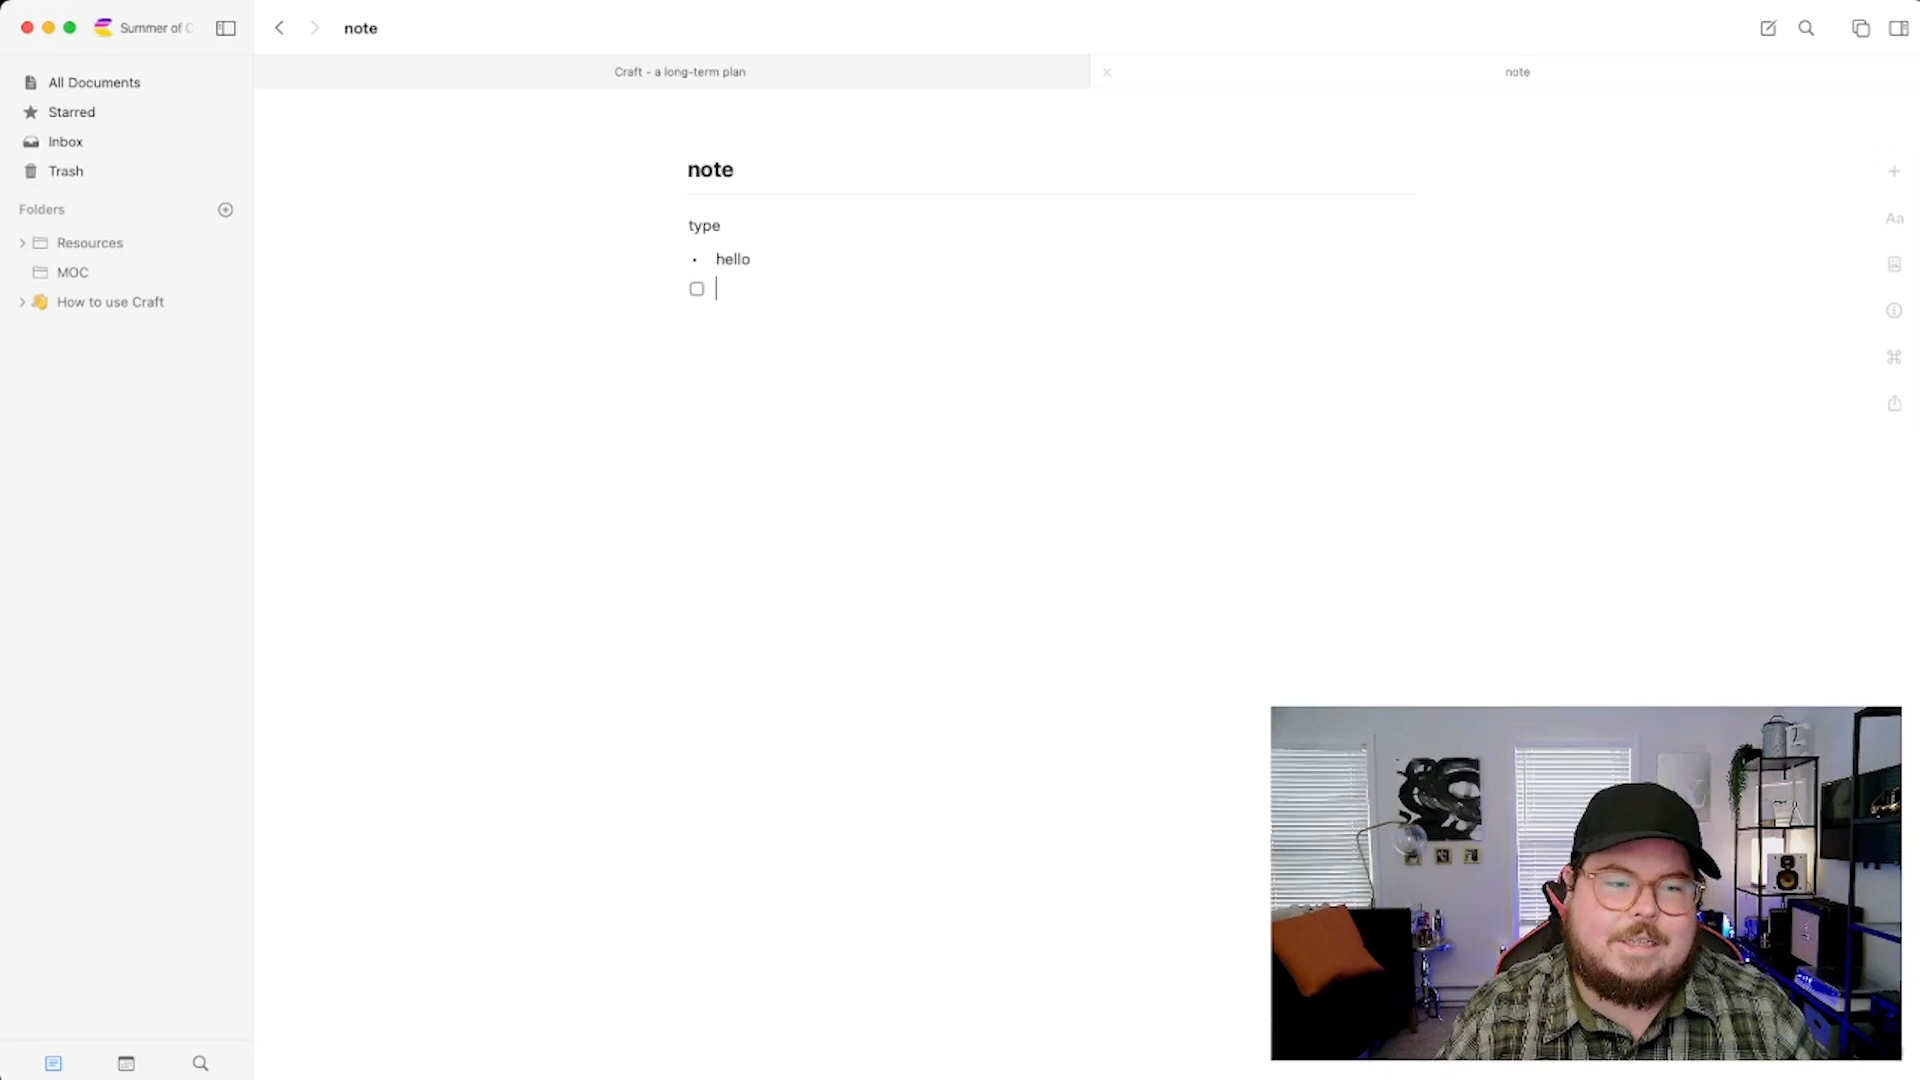 Summer of C
note
Craft - a long-term plan
note
All Documents
Starred
Inbox
Trash
Folders
Resources
MOC
How to use Craft
note
type
hello
Aa